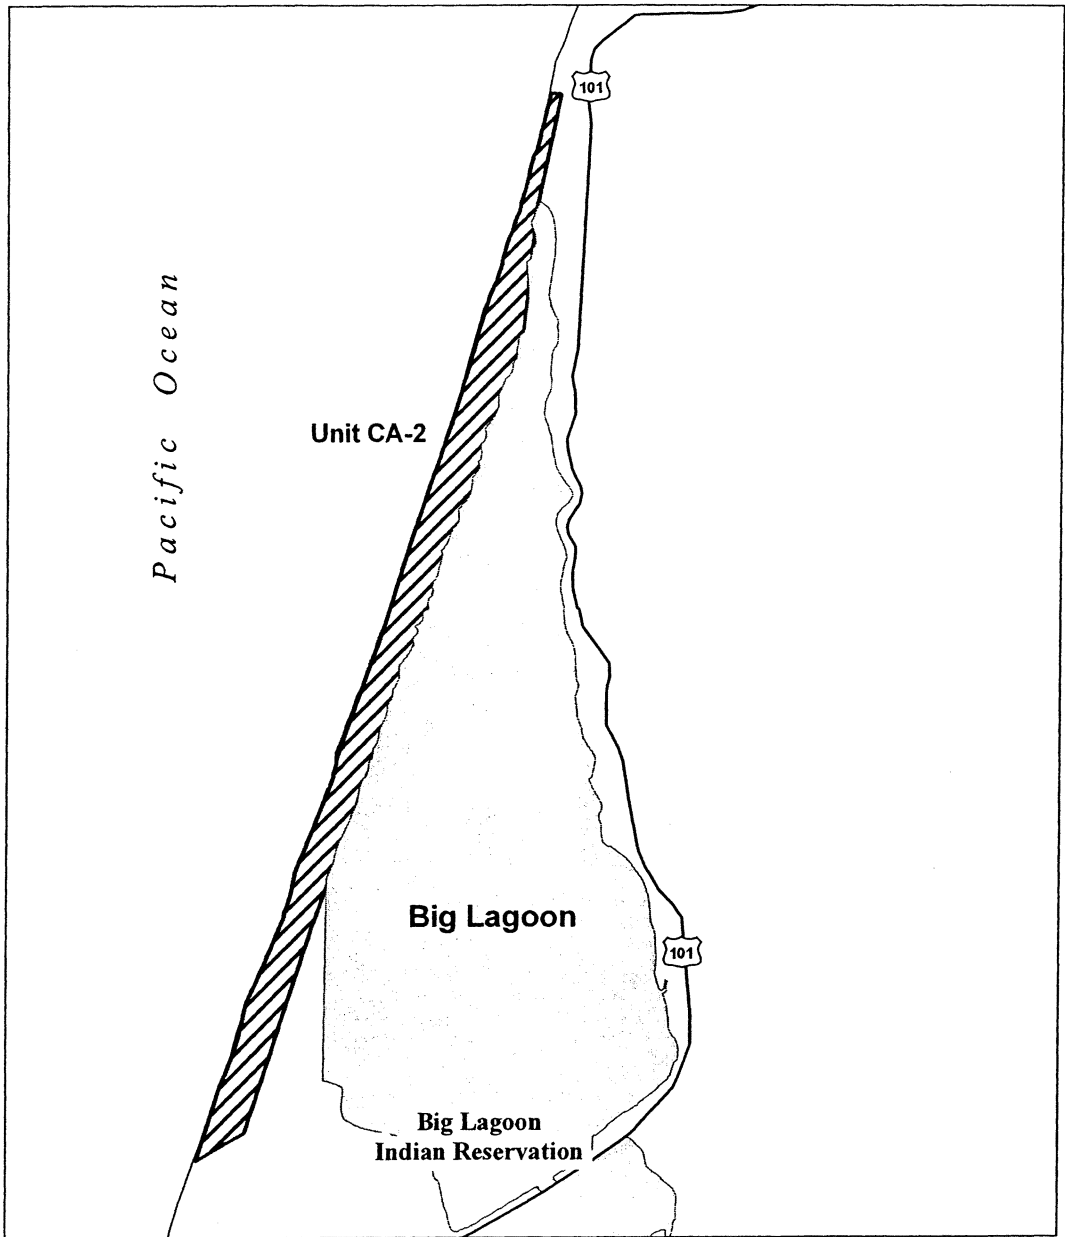 101
Pacific Ocean
Unit CA-2
Big Lagoon
101
Big Lagoon
Indian Reservation